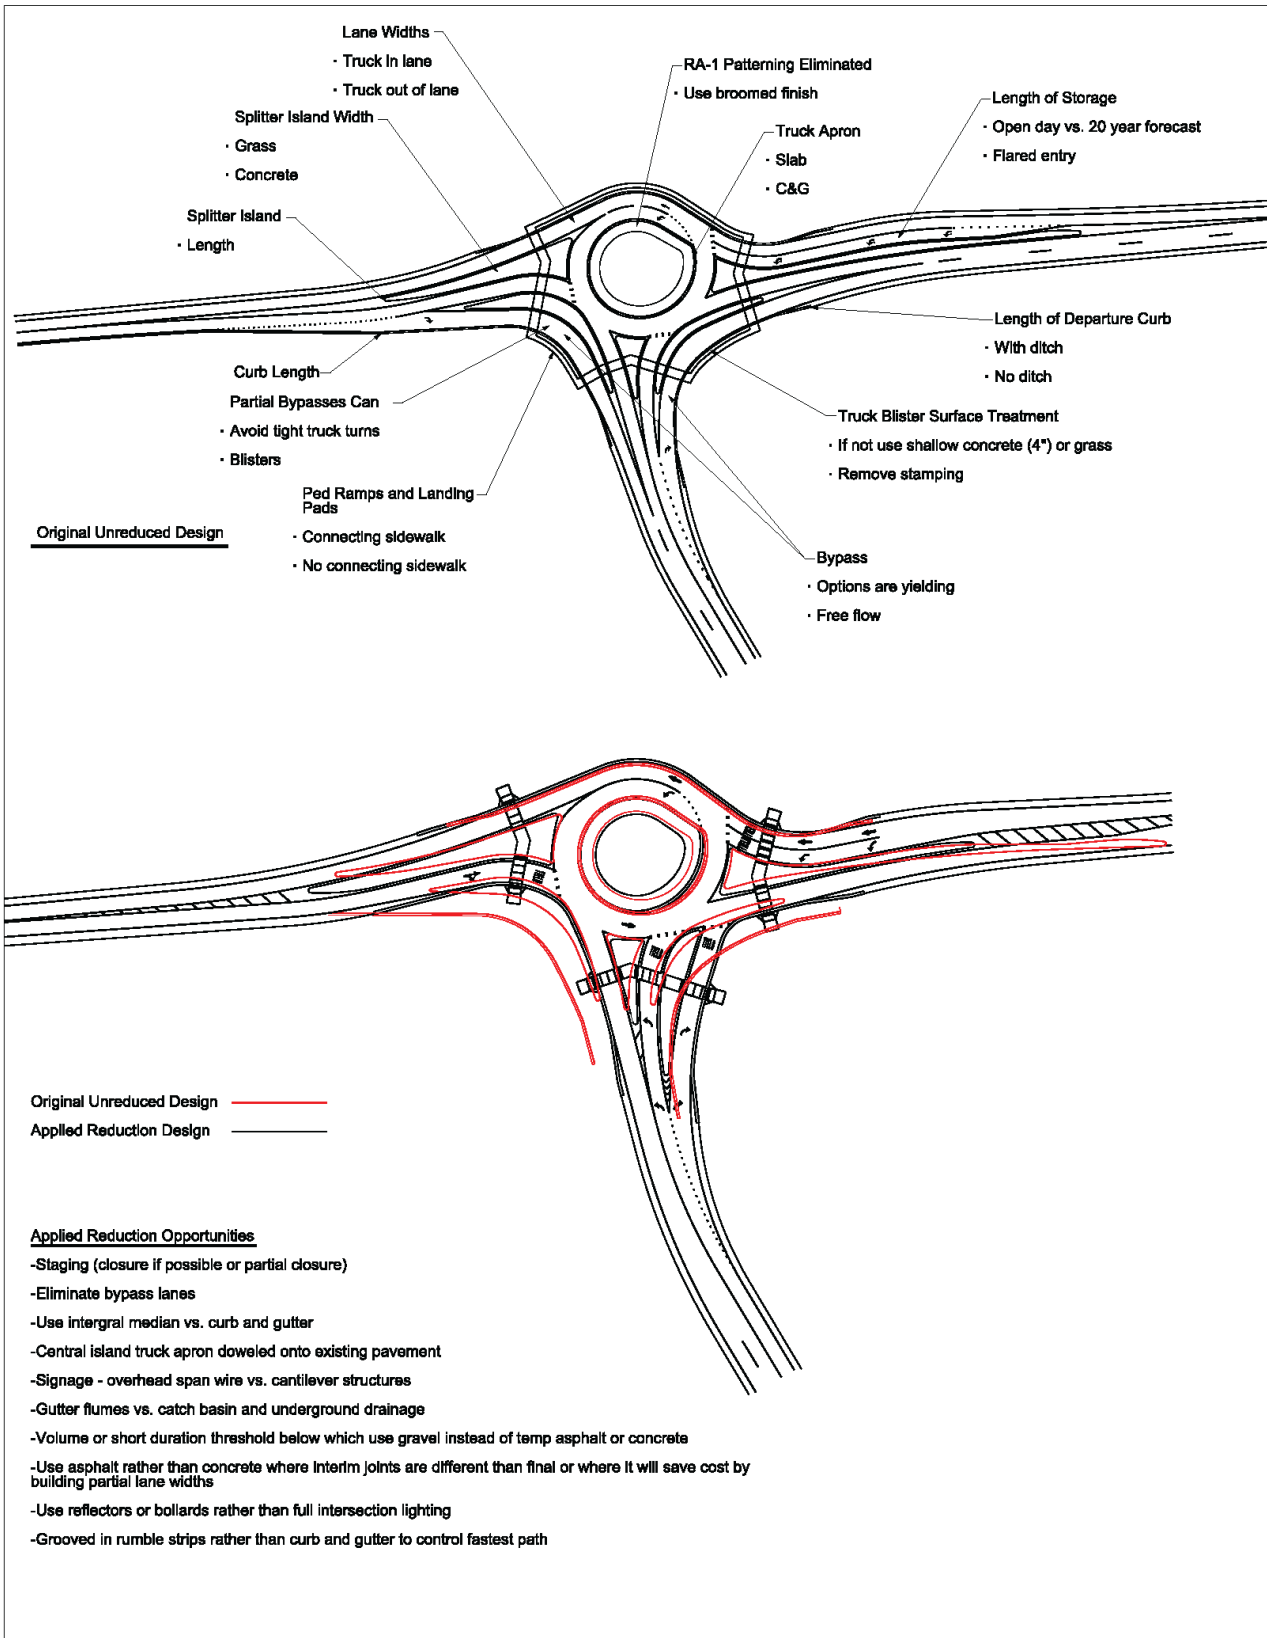 Lane Widths
· Truck in lane
· Truck out of lane
RA-1 Patterning Eliminated
· Use broomed finish
Length of Storage
· Open day vs. 20 year forecast
· Flared entry
Splitter Island Width
· Grass
· Concrete
Truck Apron
· Slab
· C&G
Splitter Island
· Length
Length of Departure Curb
· With ditch
· No ditch
Curb Length
Partial Bypasses Can
· Avoid tight truck turns
· Blisters
Truck Blister Surface Treatment
· If not use shallow concrete (4") or grass
· Remove stamping
Ped Ramps and Landing
Pads
· Connecting sidewalk
· No connecting sidewalk
Original Unreduced Design
Bypass
· Options are yielding
· Free flow
Original Unreduced Design
Applied Reduction Design
Applied Reduction Opportunities
-Staging (closure if possible or partial closure)
-Eliminate bypass lanes
-Use intergral median vs. curb and gutter
-Central island truck apron doweled onto existing pavement
-Signage - overhead span wire vs. cantilever structures
-Gutter flumes vs. catch basin and underground drainage
-Volume or short duration threshold below which use gravel instead of temp asphalt or concrete
-Use asphalt rather than concrete where interim joints are different than final or where it will save cost by
building partial lane widths
-Use reflectors or bollards rather than full intersection lighting
-Grooved in rumble strips rather than curb and gutter to control fastest path